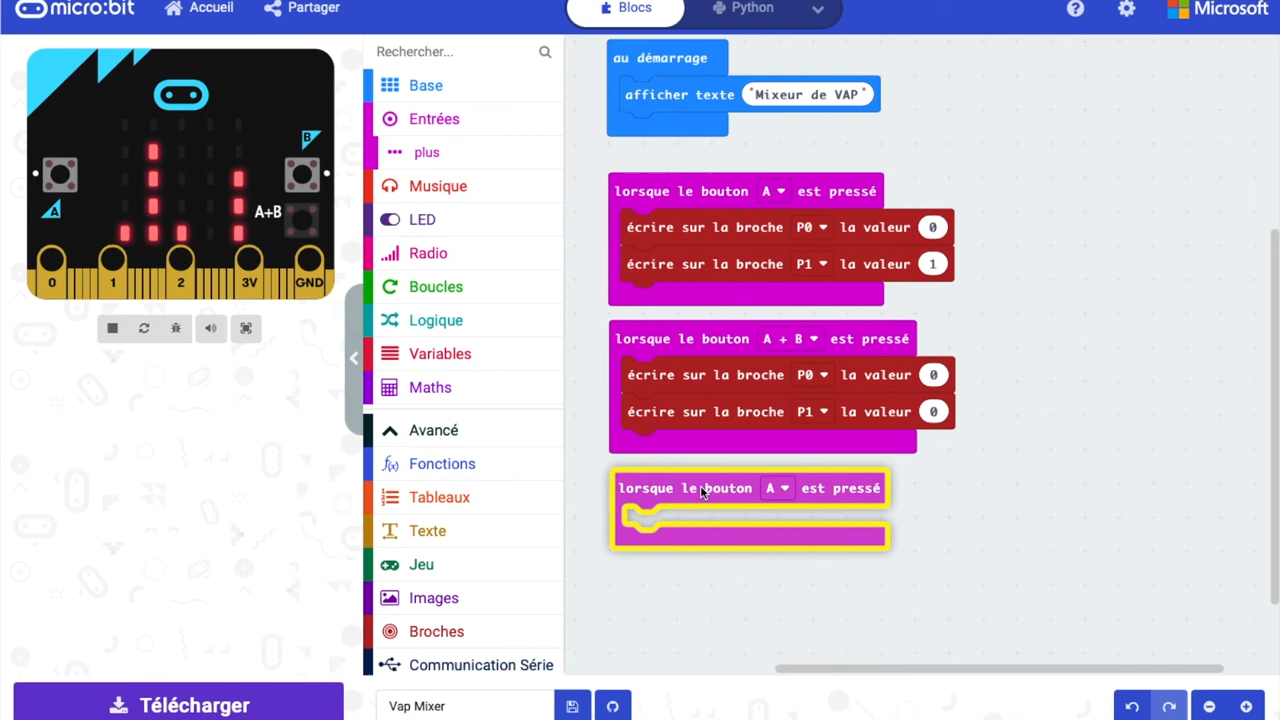 micro:bit
Accueil
Partager
Blocs
Python
Microsoft
B
A
A+B
0 1 2 3V GND
Rechercher...
Base
Entrées
plus
Musique
LED
Radio
Boucles
Logique
Variables
Maths
Avancé
Fonctions
Tableaux
Texte
Jeu
Images
Broches
Communication Série
au démarrage
afficher texte "Mixeur de VAP"
lorsque le bouton A est pressé
écrire sur la broche P0 la valeur 0
écrire sur la broche P1 la valeur 1
lorsque le bouton A + B est pressé
écrire sur la broche P0 la valeur 0
écrire sur la broche P1 la valeur 0
lorsque le bouton A est pressé
Télécharger
Vap Mixer